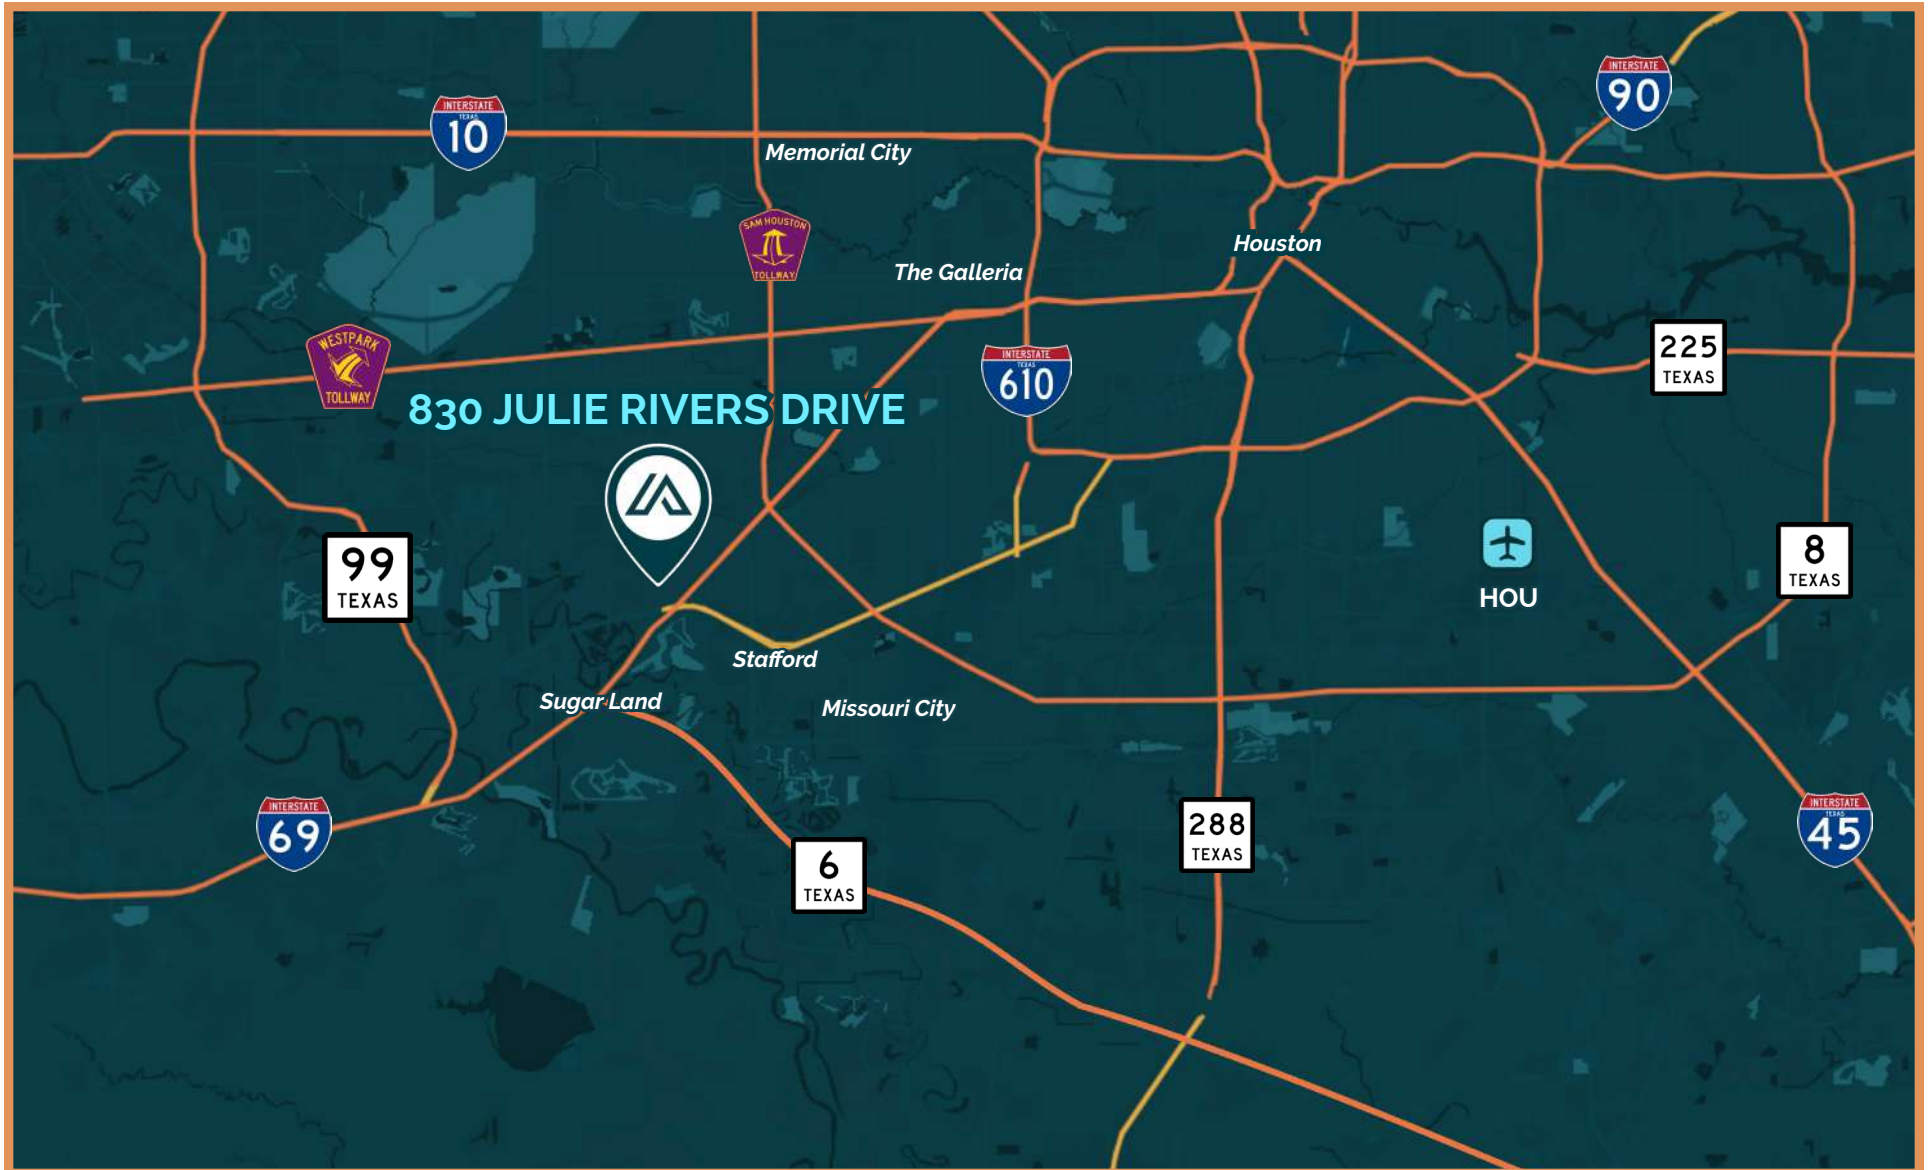 INTERSTATE
90
INTERSTATE
TEXAS
10
Memorial City
SAM HOUSTON
TOLLWAY
Houston
The Galleria
WESTPARK
TOLLWAY
225
TEXAS
INTERSTATE
TEXAS
610
830 JULIE RIVERS DRIVE
99
TEXAS
8
TEXAS
HOU
Stafford
Sugar Land
Missouri City
INTERSTATE
69
INTERSTATE
TEXAS
45
288
TEXAS
6
TEXAS